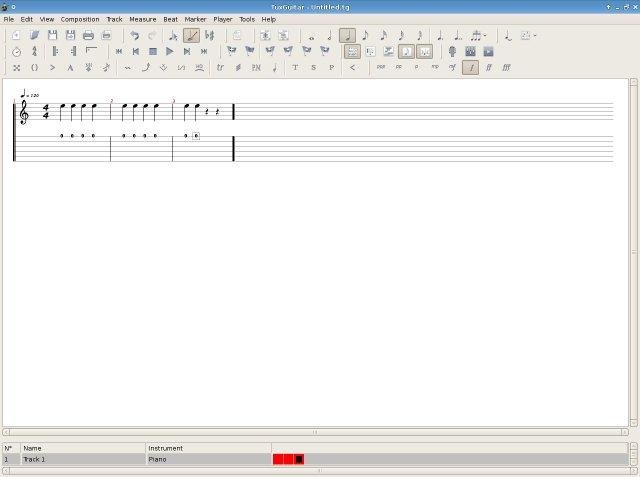 TuxGuitar - Untitled.tg
File Edit View Composition Track Measure Beat Marker Player Tools Help
T S P
ppp pp p mp mf f ff fff
= 120
2 3
4
4
0 0 0 0 0 0 0 0 0 0
N° Name Instrument
1 Track 1 Piano